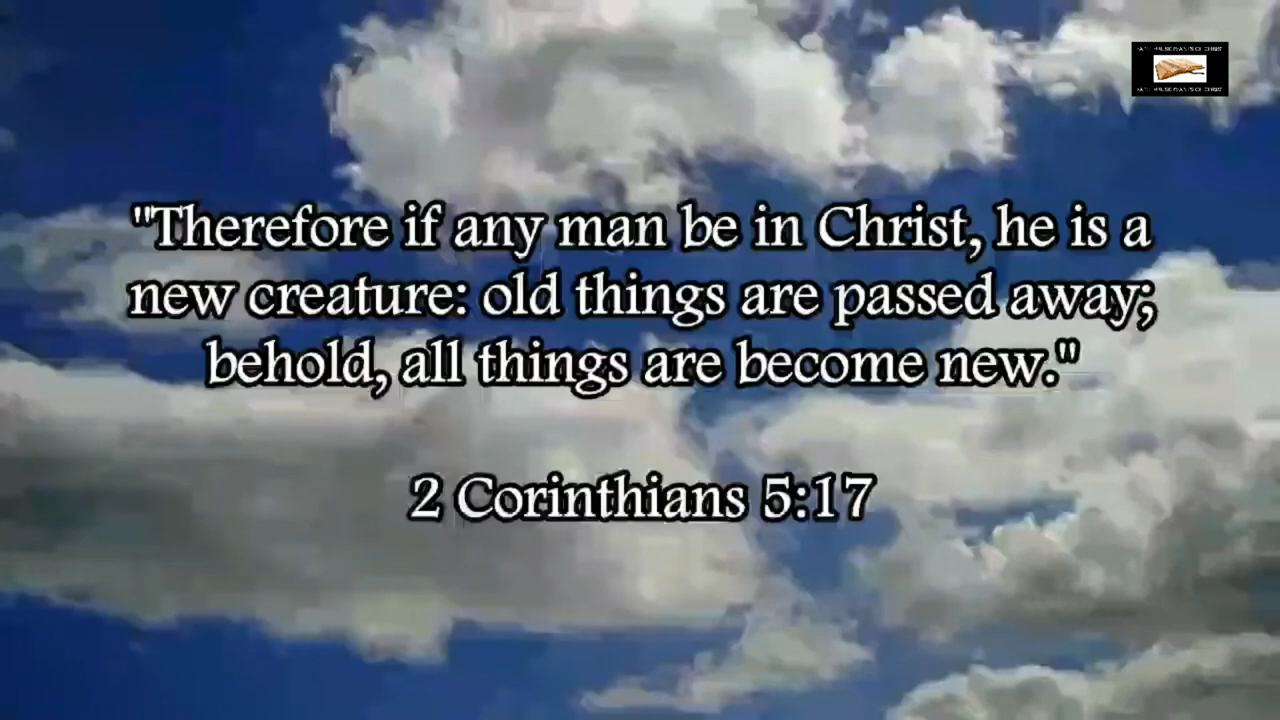 "Therefore if any man be in Christ, he is a
new creature: old things are passed away;
behold, all things are become new."
2 Corinthians 5:17